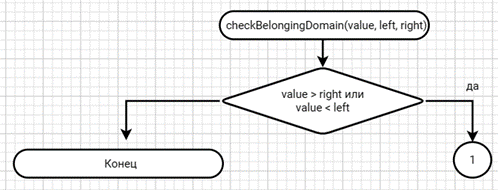 checkBelongingDomain(value, left, right)
да
value > right или
value < left
Конец
1